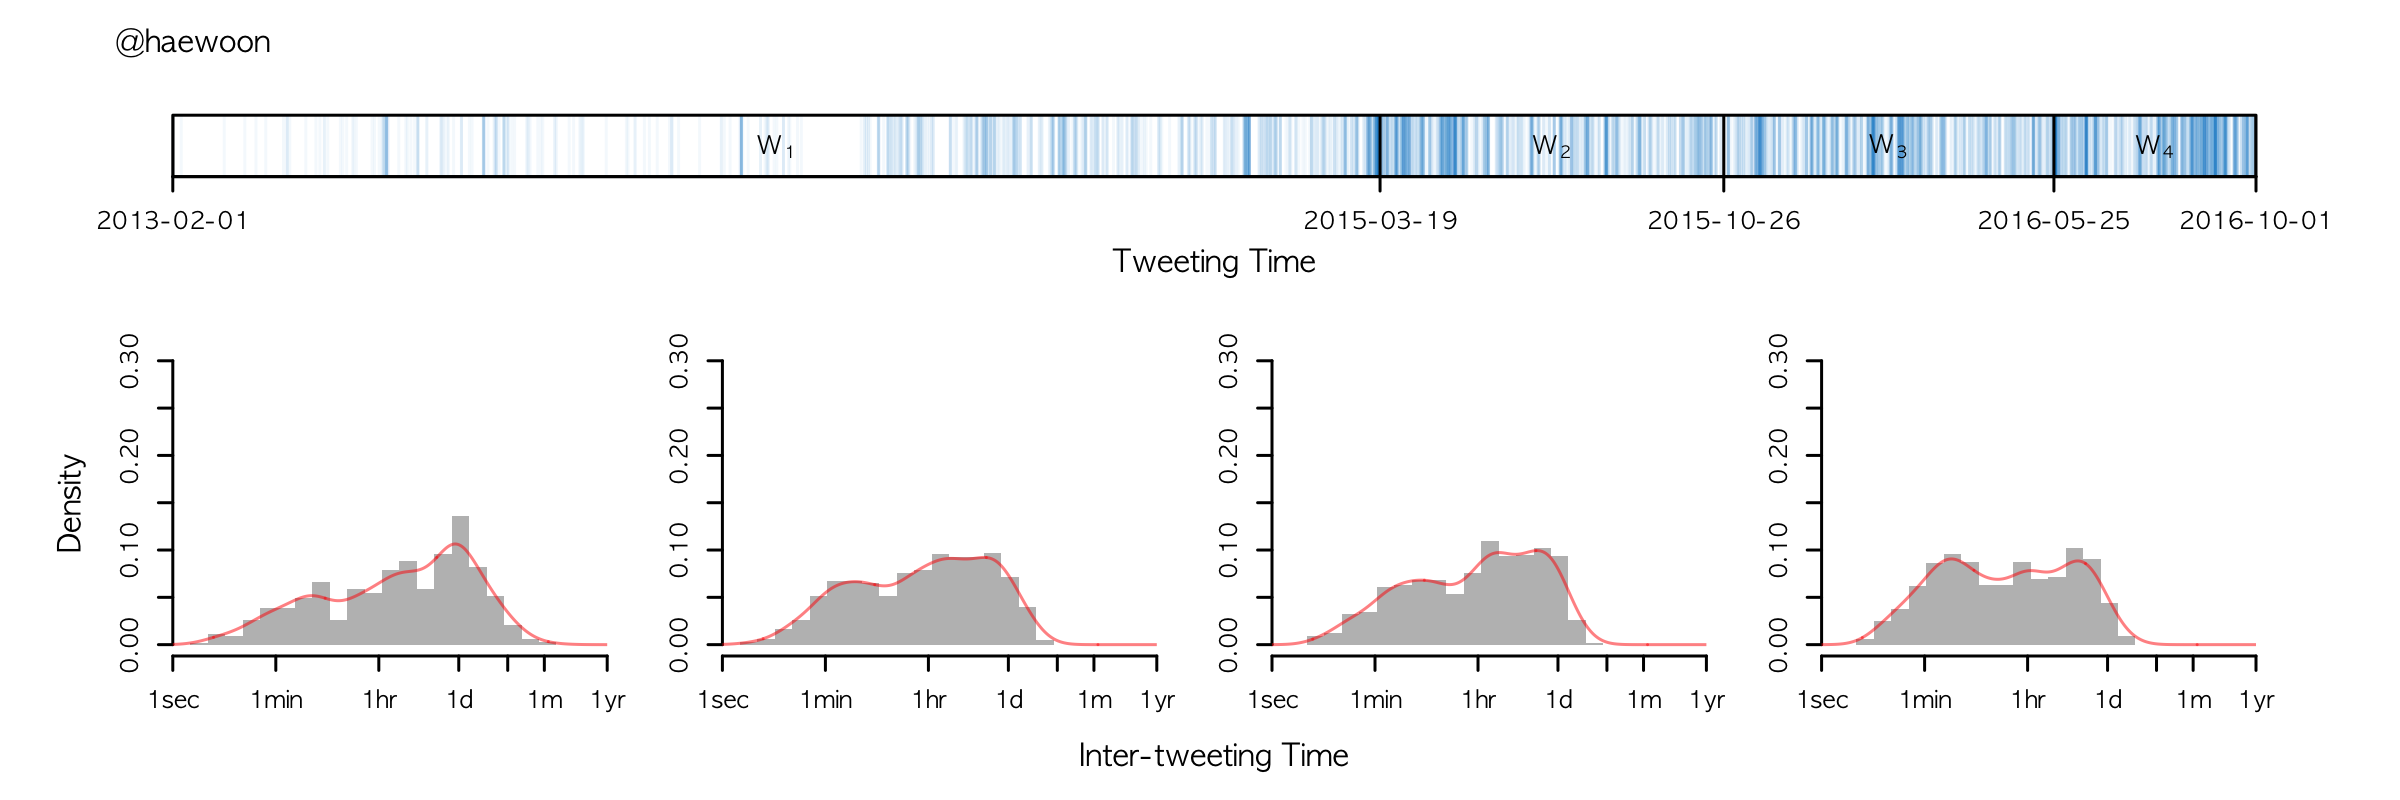 @haewoon
W1 W2 W3 W4
2013-02-01 2015-03-19 2015-10-26 2016-05-25 2016-10-01
Tweeting Time
Density
0.00 0.10 0.20 0.30
1sec 1min 1hr 1d 1m 1yr
0.00 0.10 0.20 0.30
1sec 1min 1hr 1d 1m 1yr
0.00 0.10 0.20 0.30
1sec 1min 1hr 1d 1m 1yr
0.00 0.10 0.20 0.30
1sec 1min 1hr 1d 1m 1yr
Inter-tweeting Time